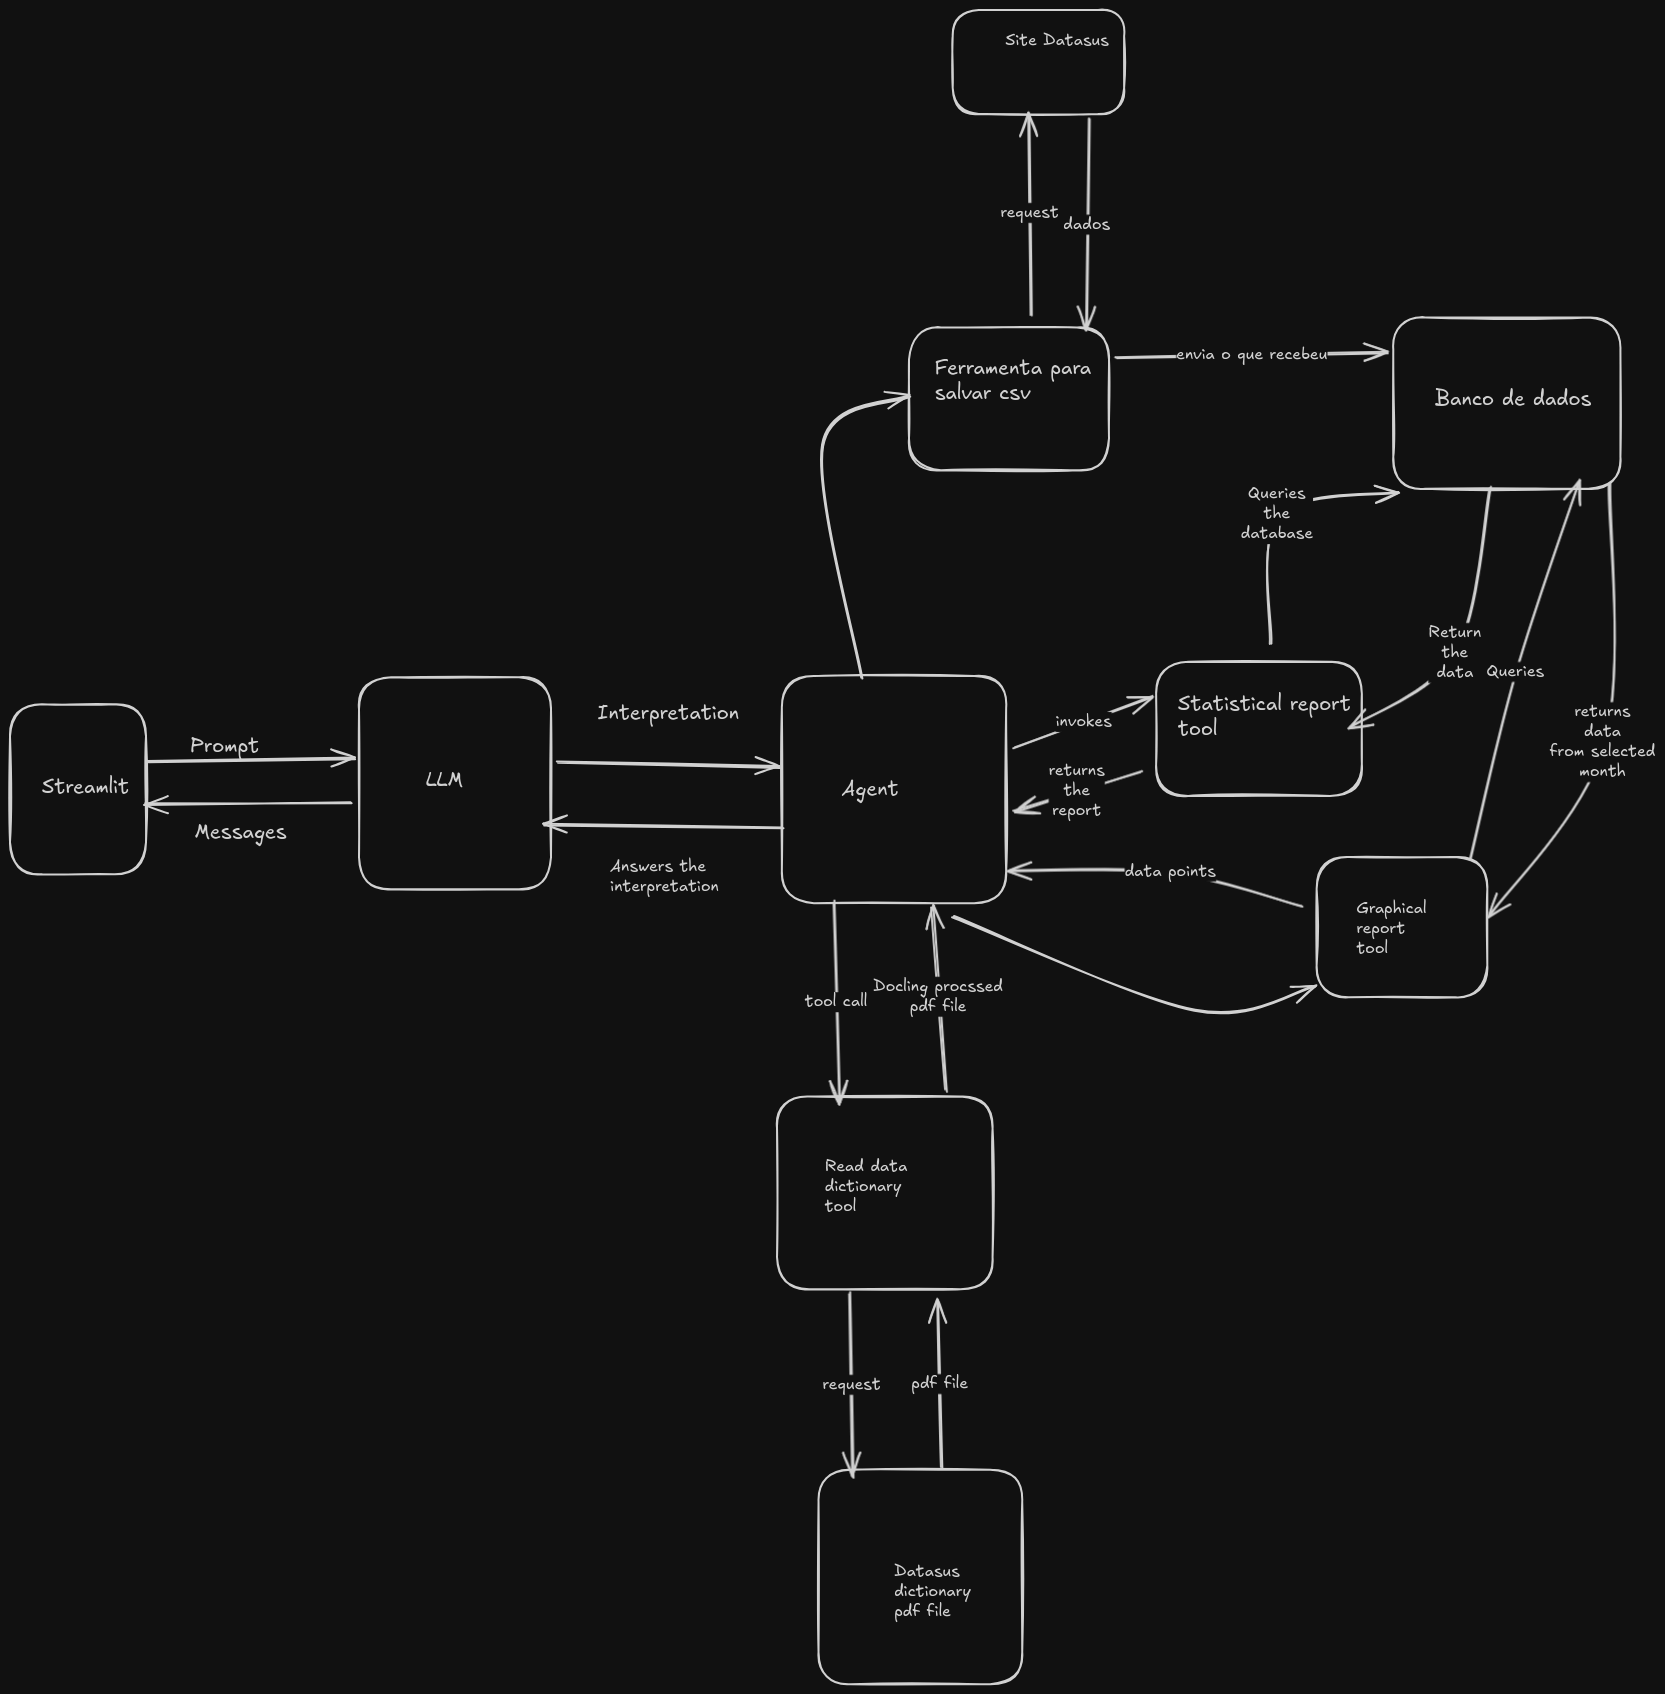 Site Datasus
request
dados
Ferramenta para
salvar csv
envia o que recebeu
Banco de dados
Queries
the
database
Return
the
data
Queries
returns
data
from selected
month
Streamlit
Prompt
Messages
LLM
Interpretation
Answers the
interpretation
Agent
invokes
returns
the
report
Statistical report
tool
data points
Graphical
report
tool
tool call
Docling procssed
pdf file
Read data
dictionary
tool
request
pdf file
Datasus
dictionary
pdf file